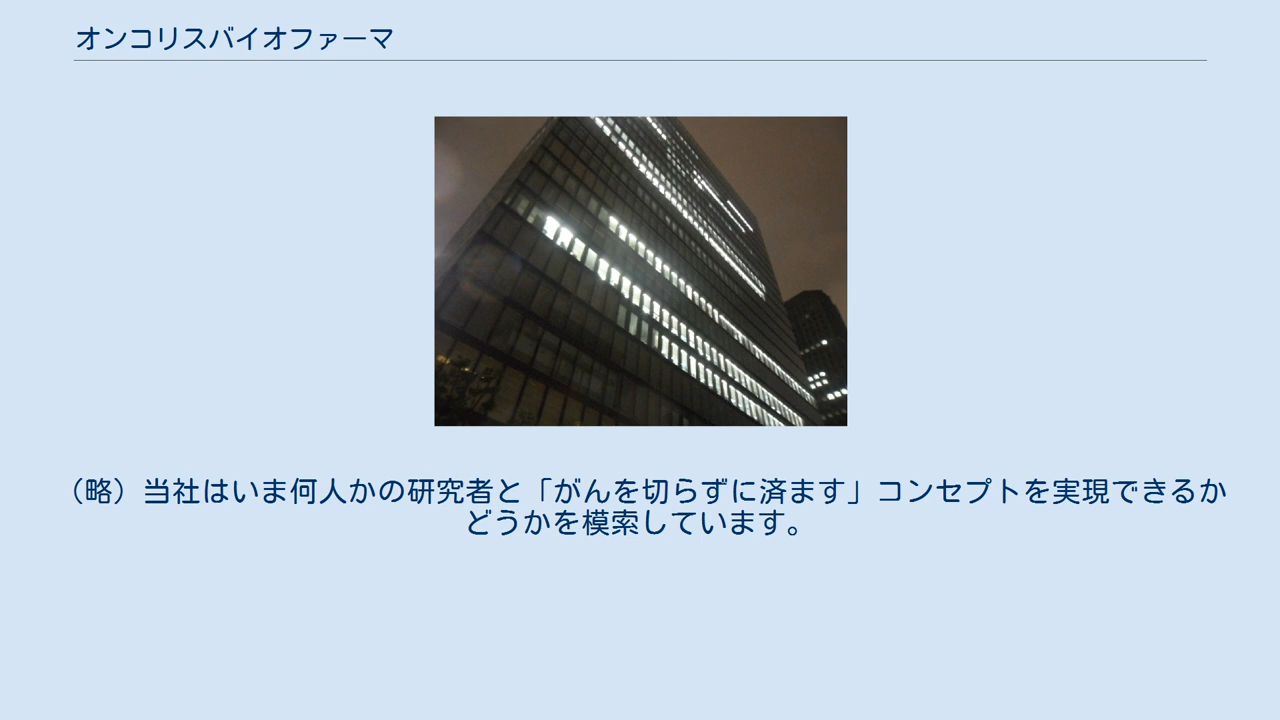 オンコリスバイオファーマ
（略）当社はいま何人かの研究者と「がんを切らずに済ます」コンセプトを実現できるか
どうかを模索しています。